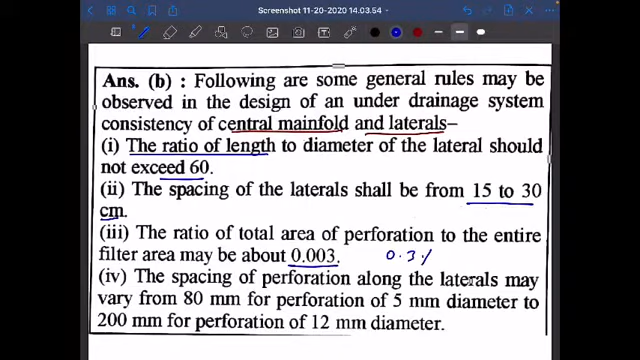 Screenshot 11-20-2020 14.03.54
Ans. (b) : Following are some general rules may be
observed in the design of an under drainage system
consistency of central mainfold and laterals–
(i) The ratio of length to diameter of the lateral should
not exceed 60.
(ii) The spacing of the laterals shall be from 15 to 30
cm.
(iii) The ratio of total area of perforation to the entire
filter area may be about 0.003. 0.3%
(iv) The spacing of perforation along the laterals may
vary from 80 mm for perforation of 5 mm diameter to
200 mm for perforation of 12 mm diameter.